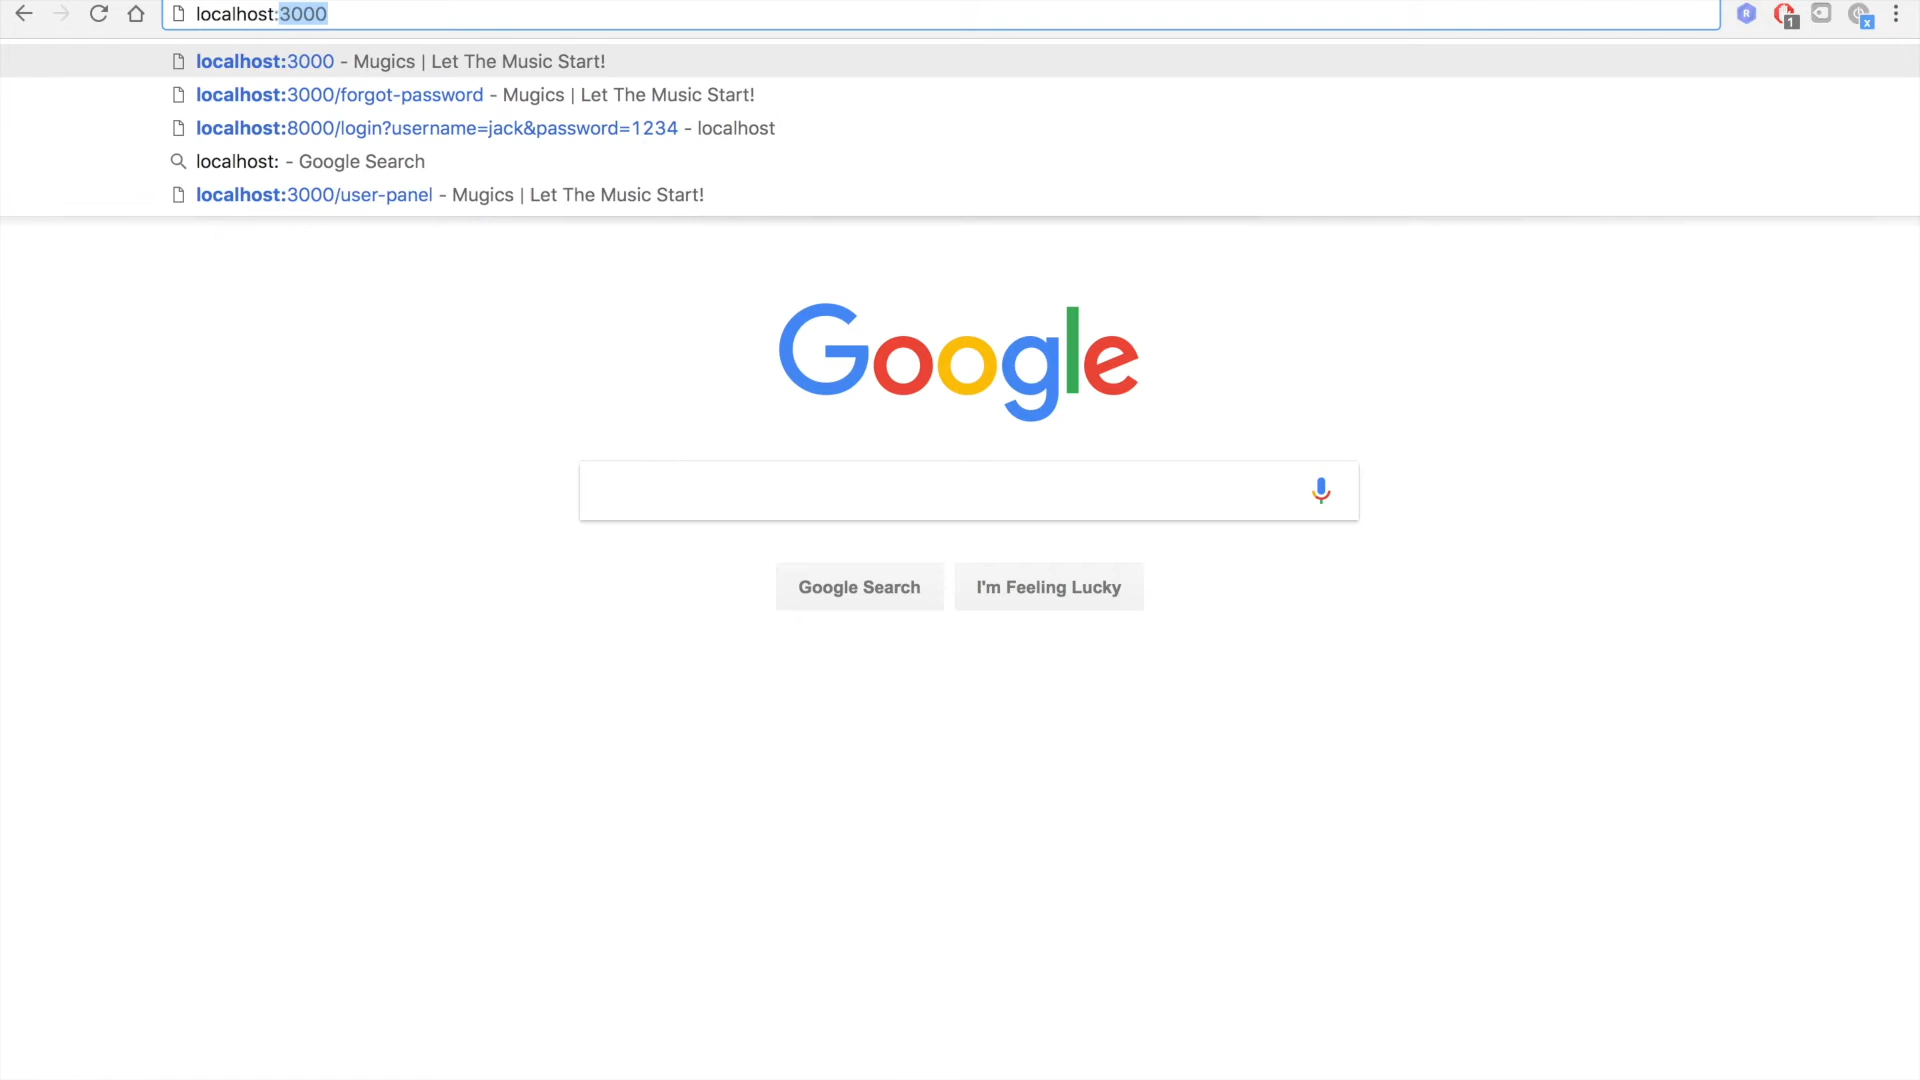 localhost:3000
R
1
x
localhost:3000 - Mugics | Let The Music Start!
localhost:3000/forgot-password - Mugics | Let The Music Start!
localhost:8000/login?username=jack&password=1234 - localhost
localhost: - Google Search
localhost:3000/user-panel - Mugics | Let The Music Start!
Google
Google Search
I'm Feeling Lucky